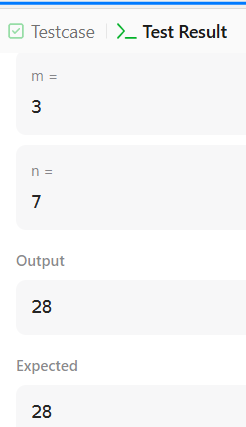 Testcase
Test Result
m =
3
n =
7
Output
28
Expected
28